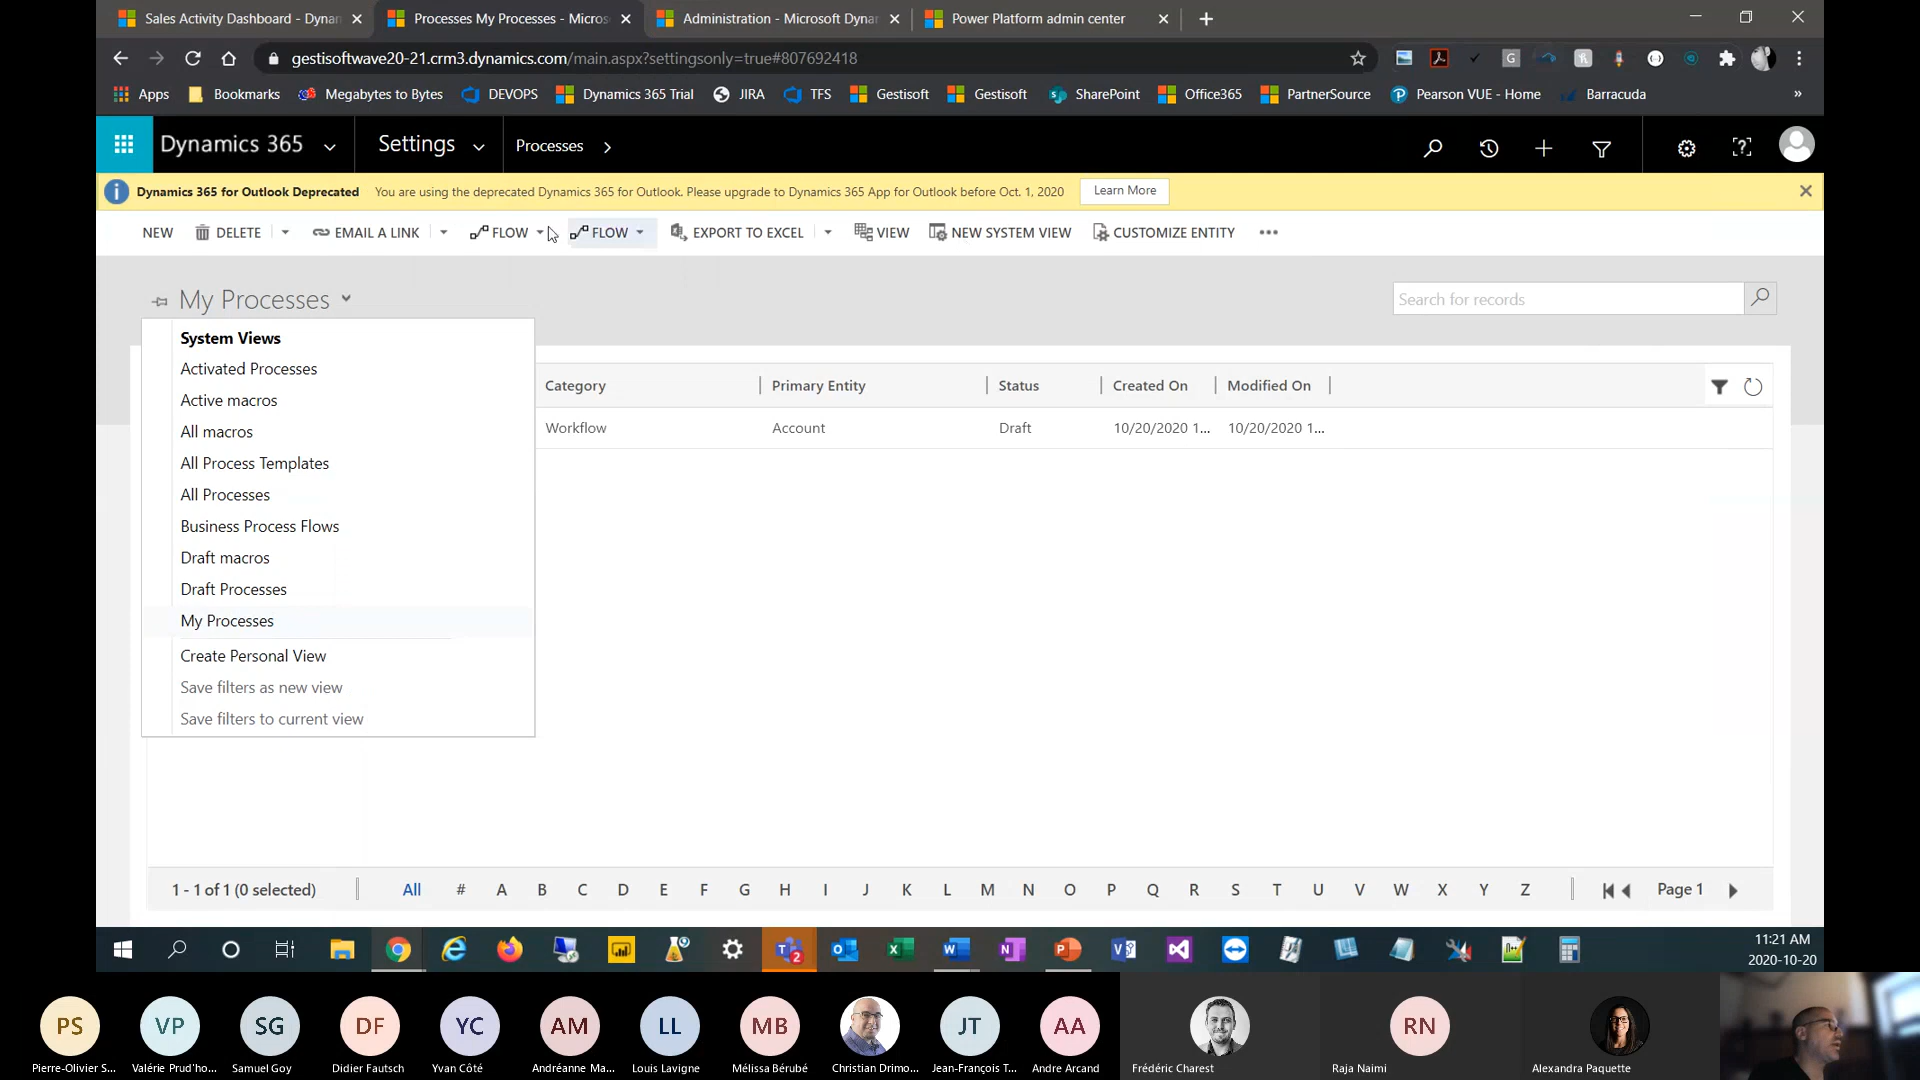 Sales Activity Dashboard - Dynar
Processes My Processes - Micros
Administration - Microsoft Dynar
Power Platform admin center
gestisoftwave20-21.crm3.dynamics.com/main.aspx?settingsonly=true#807692418
Apps
Bookmarks
Megabytes to Bytes
DEVOPS
Dynamics 365 Trial
JIRA
TFS
Gestisoft
Gestisoft
SharePoint
Office365
PartnerSource
Pearson VUE - Home
Barracuda
»
Dynamics 365
Settings
Processes
Dynamics 365 for Outlook Deprecated You are using the deprecated Dynamics 365 for Outlook. Please upgrade to Dynamics 365 App for Outlook before Oct. 1, 2020
Learn More
NEW
DELETE
EMAIL A LINK
FLOW
FLOW
EXPORT TO EXCEL
VIEW
NEW SYSTEM VIEW
CUSTOMIZE ENTITY
My Processes
Search for records
System Views
Activated Processes
Active macros
All macros
All Process Templates
All Processes
Business Process Flows
Draft macros
Draft Processes
My Processes
Create Personal View
Save filters as new view
Save filters to current view
Category
Primary Entity
Status
Created On
Modified On
Workflow
Account
Draft
10/20/2020 1...
10/20/2020 1...
1 - 1 of 1 (0 selected)
All # A B C D E F G H I J K L M N O P Q R S T U V W X Y Z
Page 1
11:21 AM
2020-10-20
PS
VP
SG
DF
YC
AM
LL
MB
JT
AA
RN
Pierre-Olivier S...
Valérie Prud'ho...
Samuel Goy
Didier Fautsch
Yvan Côté
Andréanne Ma...
Louis Lavigne
Mélissa Bérubé
Christian Drimo...
Jean-François T...
Andre Arcand
Frédéric Charest
Raja Naimi
Alexandra Paquette